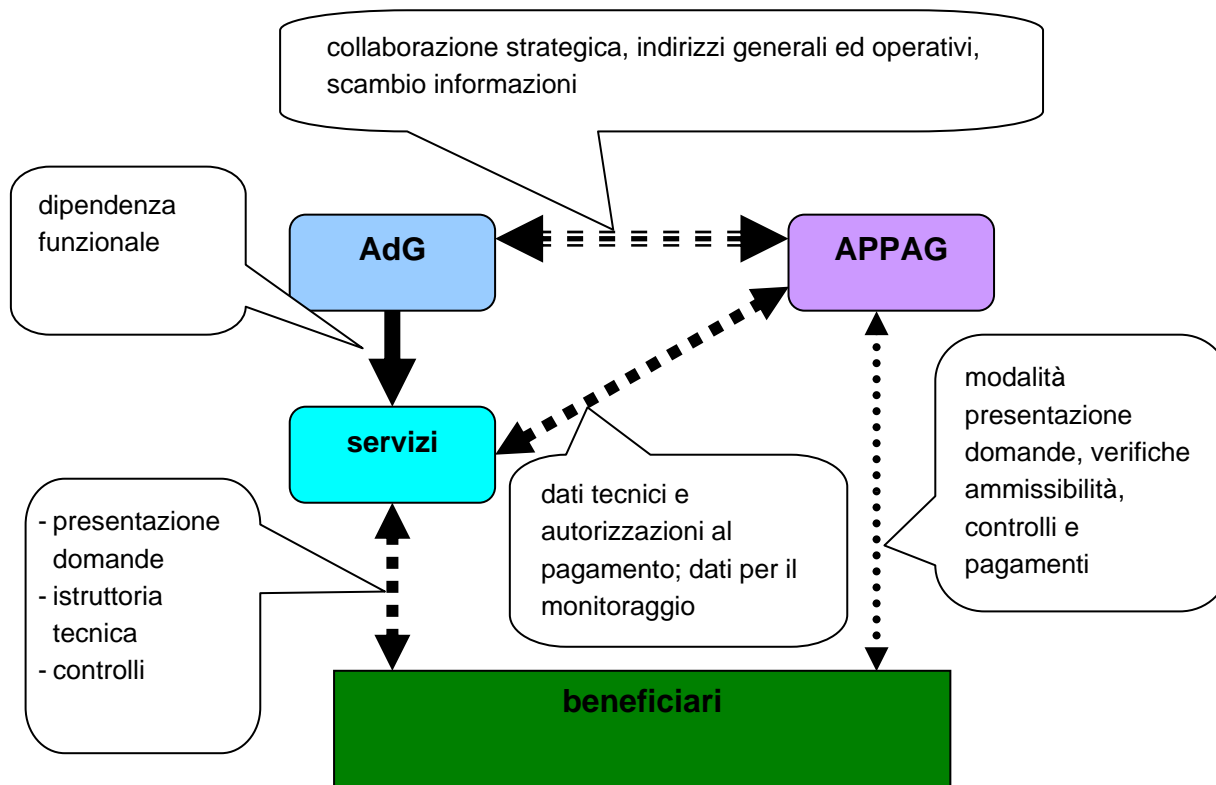 collaborazione strategica, indirizzi generali ed operativi,
scambio informazioni
dipendenza
funzionale
AdG
APPAG
servizi
modalità
presentazione
domande, verifiche
ammissibilità,
controlli e
pagamenti
dati tecnici e
autorizzazioni al
pagamento; dati per il
monitoraggio
- presentazione
domande
- istruttoria
tecnica
- controlli
beneficiari